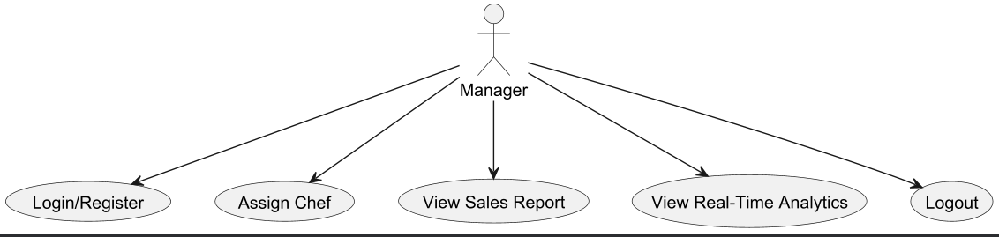 Manager
Login/Register
Assign Chef
View Sales Report
View Real-Time Analytics
Logout